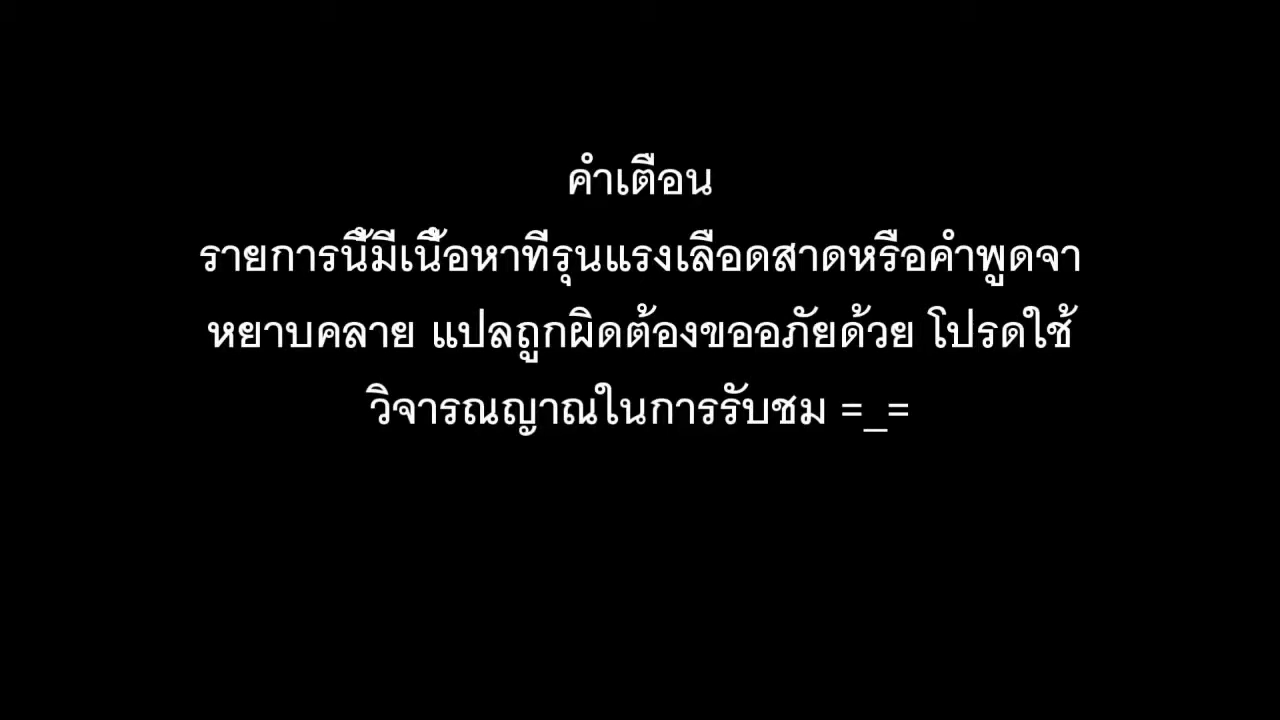 คำเตือน
รายการนี้มีเนื้อหาที่รุนแรงเลือดสาดหรือคำพูดจา
หยาบคลาย แปลถูกผิดต้องขออภัยด้วย โปรดใช้
วิจารณญาณในการรับชม =_=